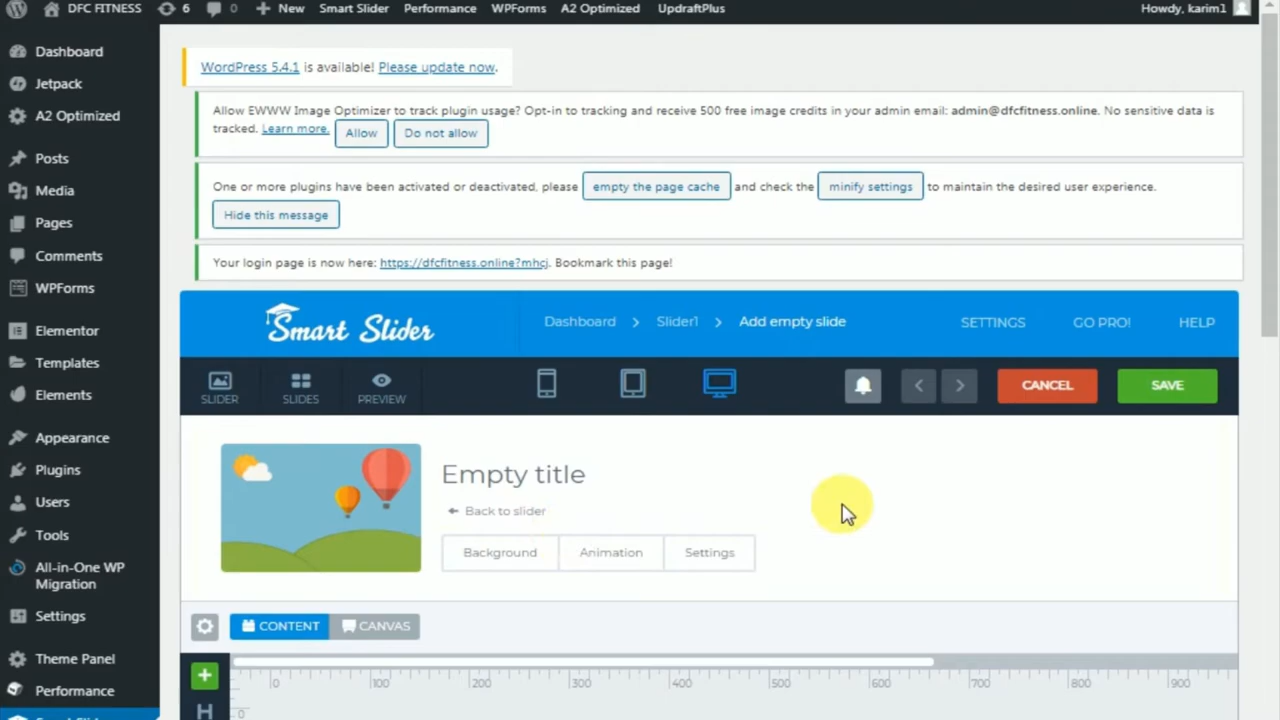 DFC FITNESS 6 0 New Smart Slider Performance WPForms A2 Optimized UpdraftPlus Howdy, karim1
Dashboard
Jetpack
A2 Optimized
Posts
Media
Pages
Comments
WPForms
Elementor
Templates
Elements
Appearance
Plugins
Users
Tools
All-in-One WP
Migration
Settings
Theme Panel
Performance
WordPress 5.4.1 is available! Please update now.
Allow EWWW Image Optimizer to track plugin usage? Opt-in to tracking and receive 500 free image credits in your admin email: admin@dfcfitness.online. No sensitive data is
tracked. Learn more. Allow Do not allow
One or more plugins have been activated or deactivated, please empty the page cache and check the minify settings to maintain the desired user experience.
Hide this message
Your login page is now here: https://dfcfitness.online?mhcj. Bookmark this page!
Smart Slider Dashboard Slider1 Add empty slide SETTINGS GO PRO! HELP
SLIDER SLIDES PREVIEW CANCEL SAVE
Empty title
Back to slider
Background Animation Settings
CONTENT CANVAS
0 100 200 300 400 500 600 700 800 900
H 0